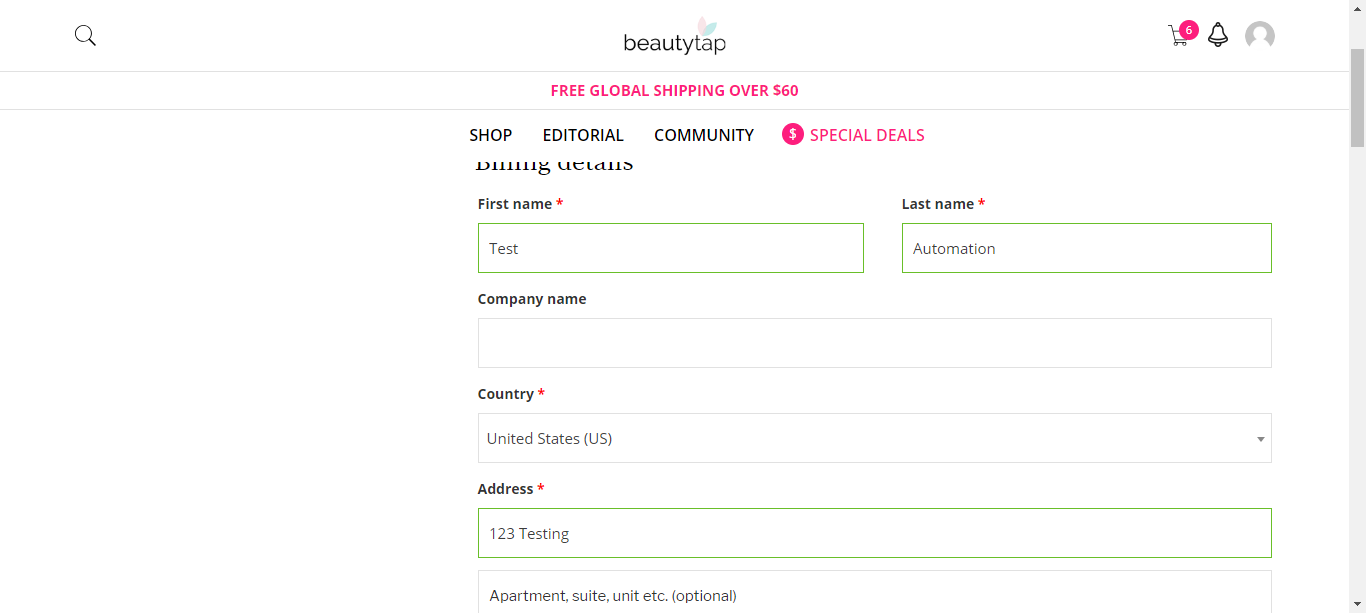 beautytap
6
FREE GLOBAL SHIPPING OVER $60
SHOP EDITORIAL COMMUNITY $ SPECIAL DEALS
Billing details
First name * Last name *
Test Automation
Company name
Country *
United States (US)
Address *
123 Testing
Apartment, suite, unit etc. (optional)